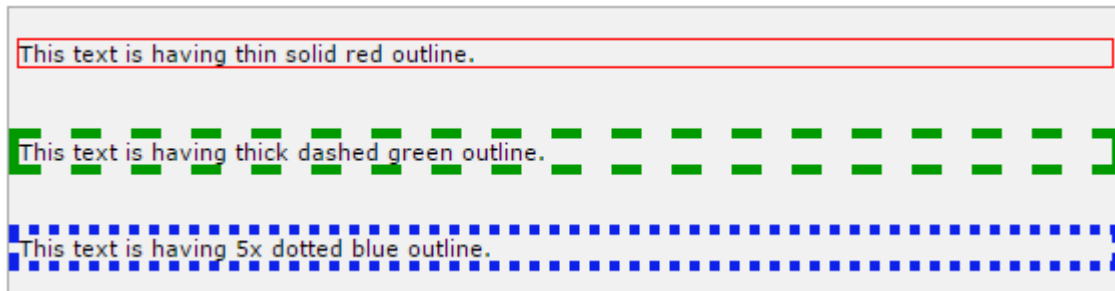 This text is having thin solid red outline.
This text is having thick dashed green outline.
This text is having 5x dotted blue outline.